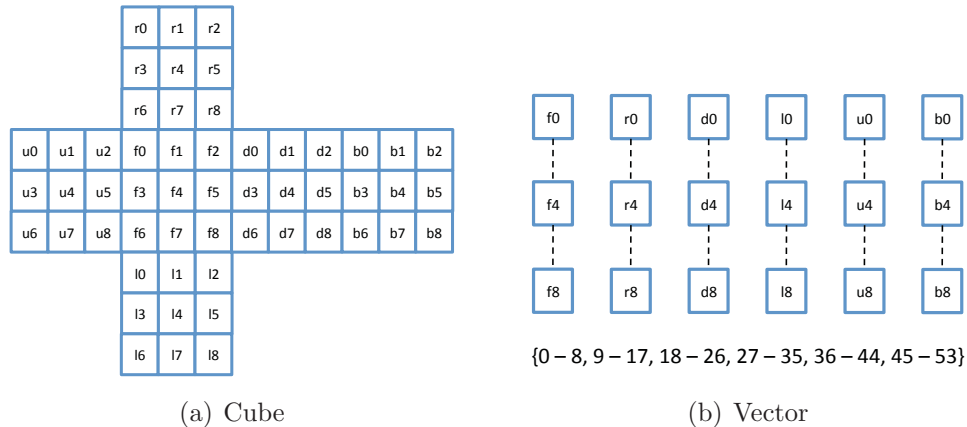 r0 r1 r2
r3 r4 r5
r6 r7 r8
u0 u1 u2 f0 f1 f2 d0 d1 d2 b0 b1 b2
u3 u4 u5 f3 f4 f5 d3 d4 d5 b3 b4 b5
u6 u7 u8 f6 f7 f8 d6 d7 d8 b6 b7 b8
l0 l1 l2
l3 l4 l5
l6 l7 l8
(a) Cube
f0 r0 d0 l0 u0 b0
f4 r4 d4 l4 u4 b4
f8 r8 d8 l8 u8 b8
{0 – 8, 9 – 17, 18 – 26, 27 – 35, 36 – 44, 45 – 53}
(b) Vector